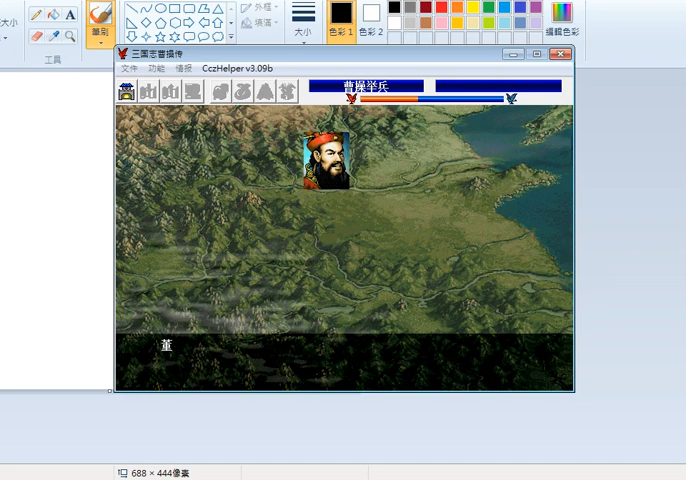 大小
A
工具
筆刷
外框
填滿
大小
色彩 1
色彩 2
編輯色彩
三国志曹操传
文件 功能 情报 CczHelper v3.09b
曹操举兵
董
688 × 444像素